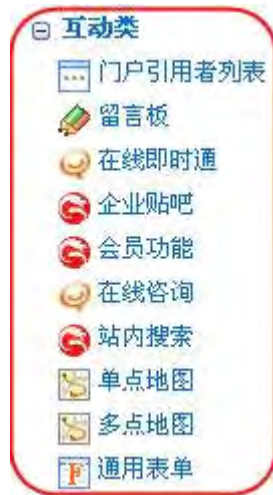 互动类
门户引用者列表
留言板
在线即时通
企业贴吧
会员功能
在线咨询
站内搜索
单点地图
多点地图
通用表单